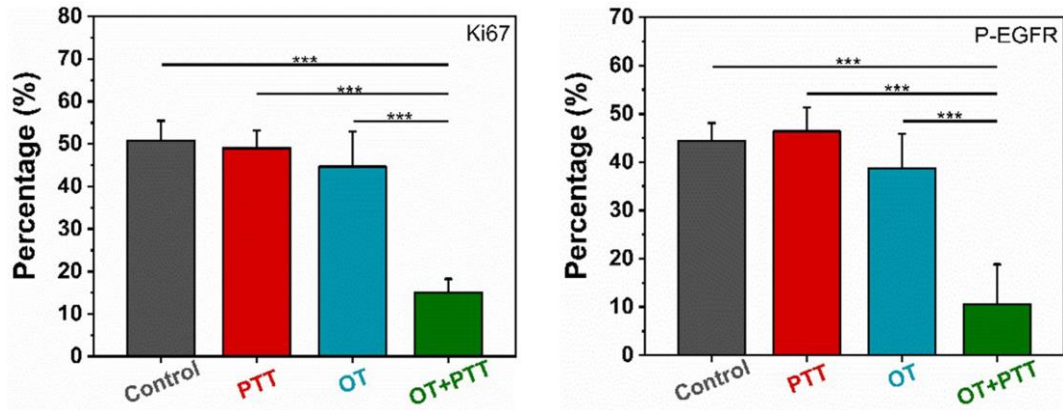 Ki67
Percentage (%)
80
70
60
50
40
30
20
10
0
***
***
***
Control
PTT
OT
OT+PTT
P-EGFR
Percentage (%)
70
60
50
40
30
20
10
0
***
***
***
Control
PTT
OT
OT+PTT